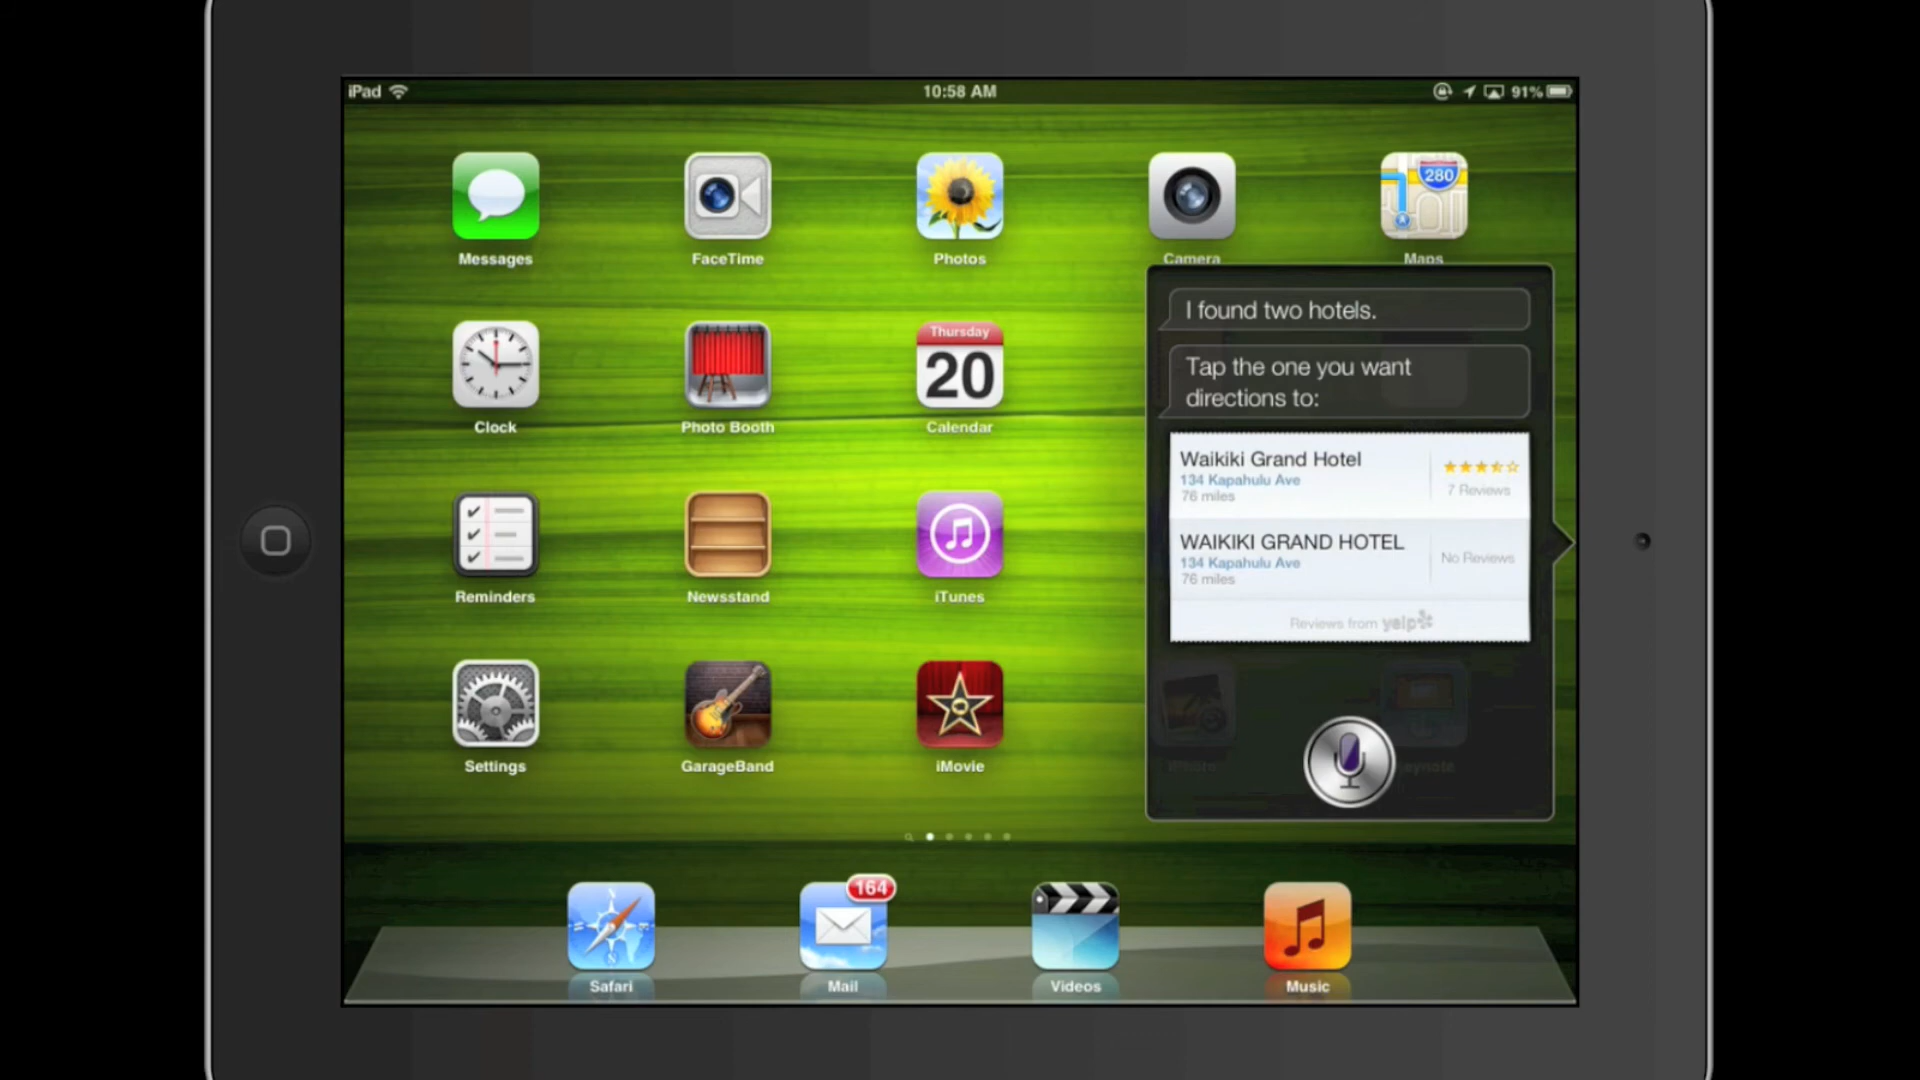 iPad
10:58 AM
91%
280
Messages
FaceTime
Photos
Camera
Maps
I found two hotels.
Tap the one you want
directions to:
Thursday
20
Clock
Photo Booth
Calendar
Waikiki Grand Hotel
134 Kapahulu Ave
76 miles
7 Reviews
WAIKIKI GRAND HOTEL
134 Kapahulu Ave
76 miles
No Reviews
Reviews from yelp
Reminders
Newsstand
iTunes
Settings
GarageBand
iMovie
iPhoto
164
Safari
Mail
Videos
Music